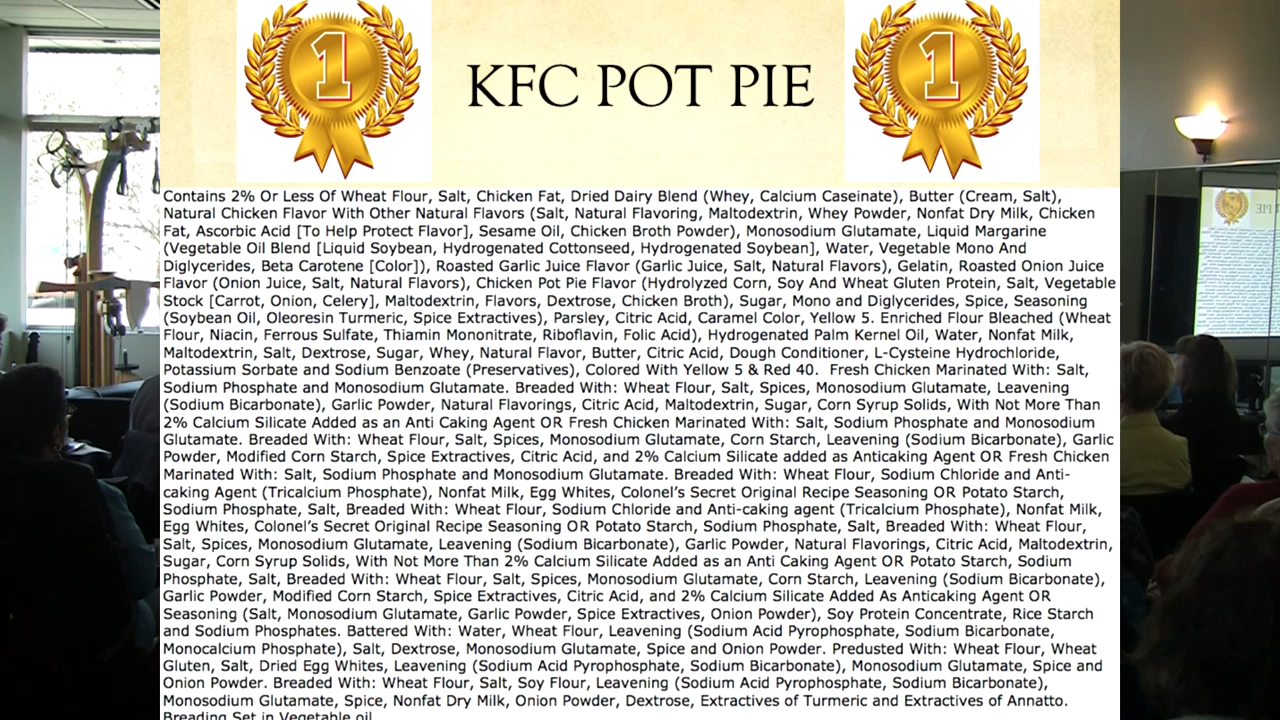 1
KFC POT PIE
1
Contains 2% Or Less Of Wheat Flour, Salt, Chicken Fat, Dried Dairy Blend (Whey, Calcium Caseinate), Butter (Cream, Salt),
Natural Chicken Flavor With Other Natural Flavors (Salt, Natural Flavoring, Maltodextrin, Whey Powder, Nonfat Dry Milk, Chicken
Fat, Ascorbic Acid [To Help Protect Flavor], Sesame Oil, Chicken Broth Powder), Monosodium Glutamate, Liquid Margarine
(Vegetable Oil Blend [Liquid Soybean, Hydrogenated Cottonseed, Hydrogenated Soybean], Water, Vegetable Mono And
Diglycerides, Beta Carotene [Color]), Roasted Garlic Juice Flavor (Garlic Juice, Salt, Natural Flavors), Gelatin, Roasted Onion Juice
Flavor (Onion Juice, Salt, Natural Flavors), Chicken Pot Pie Flavor (Hydrolyzed Corn, Soy And Wheat Gluten Protein, Salt, Vegetable
Stock [Carrot, Onion, Celery], Maltodextrin, Flavors, Dextrose, Chicken Broth), Sugar, Mono and Diglycerides, Spice, Seasoning
(Soybean Oil, Oleoresin Turmeric, Spice Extractives), Parsley, Citric Acid, Caramel Color, Yellow 5. Enriched Flour Bleached (Wheat
Flour, Niacin, Ferrous Sulfate, Thiamin Mononitrate, Riboflavin, Folic Acid), Hydrogenated Palm Kernel Oil, Water, Nonfat Milk,
Maltodextrin, Salt, Dextrose, Sugar, Whey, Natural Flavor, Butter, Citric Acid, Dough Conditioner, L-Cysteine Hydrochloride,
Potassium Sorbate and Sodium Benzoate (Preservatives), Colored With Yellow 5 & Red 40. Fresh Chicken Marinated With: Salt,
Sodium Phosphate and Monosodium Glutamate. Breaded With: Wheat Flour, Salt, Spices, Monosodium Glutamate, Leavening
(Sodium Bicarbonate), Garlic Powder, Natural Flavorings, Citric Acid, Maltodextrin, Sugar, Corn Syrup Solids, With Not More Than
2% Calcium Silicate Added as an Anti Caking Agent OR Fresh Chicken Marinated With: Salt, Sodium Phosphate and Monosodium
Glutamate. Breaded With: Wheat Flour, Salt, Spices, Monosodium Glutamate, Corn Starch, Leavening (Sodium Bicarbonate), Garlic
Powder, Modified Corn Starch, Spice Extractives, Citric Acid, and 2% Calcium Silicate added as Anticaking Agent OR Fresh Chicken
Marinated With: Salt, Sodium Phosphate and Monosodium Glutamate. Breaded With: Wheat Flour, Sodium Chloride and Anti-
caking Agent (Tricalcium Phosphate), Nonfat Milk, Egg Whites, Colonel's Secret Original Recipe Seasoning OR Potato Starch,
Sodium Phosphate, Salt, Breaded With: Wheat Flour, Sodium Chloride and Anti-caking agent (Tricalcium Phosphate), Nonfat Milk,
Egg Whites, Colonel's Secret Original Recipe Seasoning OR Potato Starch, Sodium Phosphate, Salt, Breaded With: Wheat Flour,
Salt, Spices, Monosodium Glutamate, Leavening (Sodium Bicarbonate), Garlic Powder, Natural Flavorings, Citric Acid, Maltodextrin,
Sugar, Corn Syrup Solids, With Not More Than 2% Calcium Silicate Added as an Anti Caking Agent OR Potato Starch, Sodium
Phosphate, Salt, Breaded With: Wheat Flour, Salt, Spices, Monosodium Glutamate, Corn Starch, Leavening (Sodium Bicarbonate),
Garlic Powder, Modified Corn Starch, Spice Extractives, Citric Acid, and 2% Calcium Silicate Added As Anticaking Agent OR
Seasoning (Salt, Monosodium Glutamate, Garlic Powder, Spice Extractives, Onion Powder), Soy Protein Concentrate, Rice Starch
and Sodium Phosphates. Battered With: Water, Wheat Flour, Leavening (Sodium Acid Pyrophosphate, Sodium Bicarbonate,
Monocalcium Phosphate), Salt, Dextrose, Monosodium Glutamate, Spice and Onion Powder. Predusted With: Wheat Flour, Wheat
Gluten, Salt, Dried Egg Whites, Leavening (Sodium Acid Pyrophosphate, Sodium Bicarbonate), Monosodium Glutamate, Spice and
Onion Powder. Breaded With: Wheat Flour, Salt, Soy Flour, Leavening (Sodium Acid Pyrophosphate, Sodium Bicarbonate),
Monosodium Glutamate, Spice, Nonfat Dry Milk, Onion Powder, Dextrose, Extractives of Turmeric and Extractives of Annatto.
Breading Set in Vegetable oil